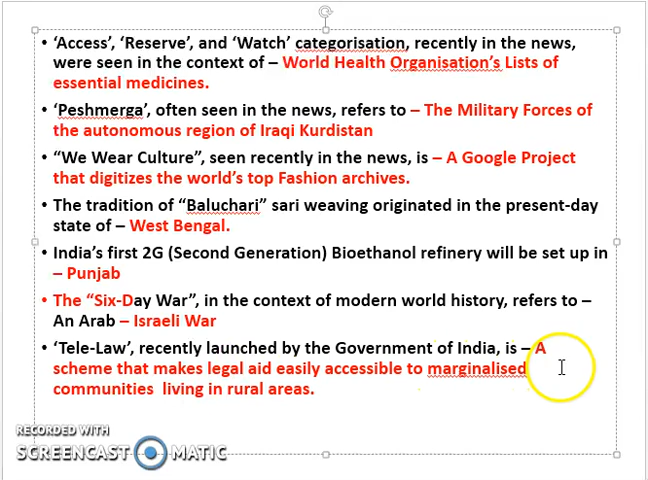 • 'Access', 'Reserve', and 'Watch' categorisation, recently in the news,
were seen in the context of – World Health Organisation's Lists of
essential medicines.
• 'Peshmerga', often seen in the news, refers to – The Military Forces of
the autonomous region of Iraqi Kurdistan
• "We Wear Culture", seen recently in the news, is – A Google Project
that digitizes the world's top Fashion archives.
• The tradition of "Baluchari" sari weaving originated in the present-day
state of – West Bengal.
• India's first 2G (Second Generation) Bioethanol refinery will be set up in
– Punjab
• The "Six-Day War", in the context of modern world history, refers to –
An Arab – Israeli War
• 'Tele-Law', recently launched by the Government of India, is – A
scheme that makes legal aid easily accessible to marginalised
communities living in rural areas.
RECORDED WITH
SCREENCAST MATIC